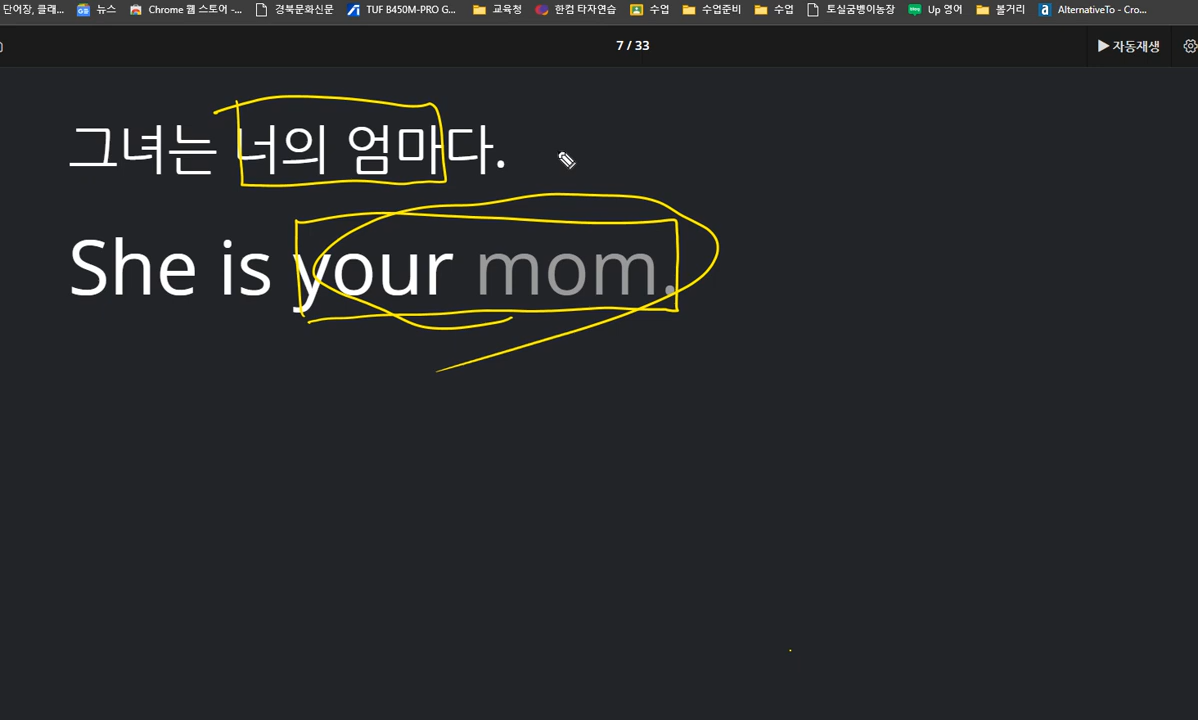 단어장, 클래...
뉴스
Chrome 웹 스토어 -...
경북문화신문
TUF B450M-PRO G...
교육청
한컴 타자연습
수업
수업준비
수업
토실굼벵이농장
Up 영어
볼거리
AlternativeTo - Cro...
7 / 33
자동재생
그녀는 너의 엄마다.
She is your mom.